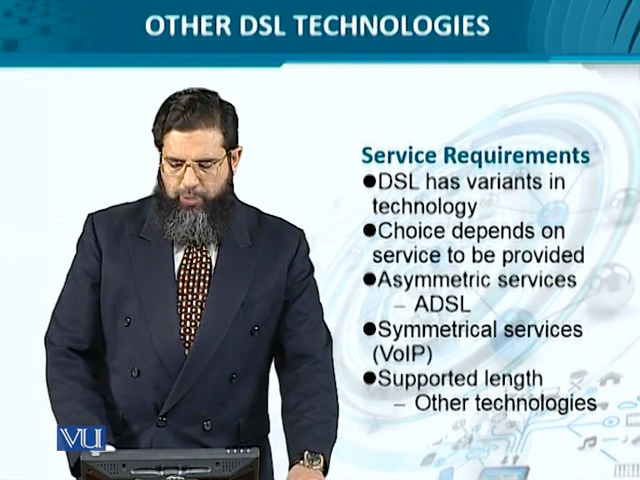 OTHER DSL TECHNOLOGIES
Service Requirements
●DSL has variants in
technology
●Choice depends on
service to be provided
●Asymmetric services
– ADSL
●Symmetrical services
(VoIP)
●Supported length
– Other technologies
VU